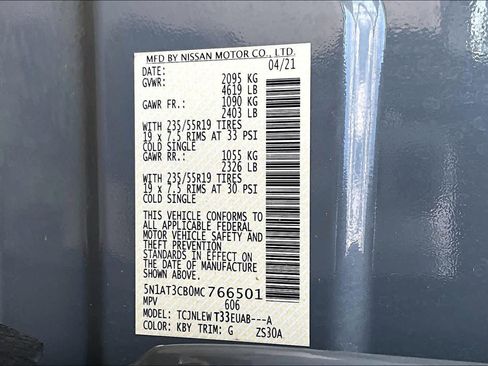 MFD BY NISSAN MOTOR CO., LTD.
DATE: 04/21
GVWR: 2095 KG
4619 LB
GAWR FR.: 1090 KG
2403 LB
WITH 235/55R19 TIRES
19 x 7.5 RIMS AT 33 PSI
COLD SINGLE
GAWR RR.: 1055 KG
2326 LB
WITH 235/55R19 TIRES
19 x 7.5 RIMS AT 30 PSI
COLD SINGLE
THIS VEHICLE CONFORMS TO
ALL APPLICABLE FEDERAL
MOTOR VEHICLE SAFETY AND
THEFT PREVENTION
STANDARDS IN EFFECT ON
THE DATE OF MANUFACTURE
SHOWN ABOVE.
5N1AT3CB0MC766501
MPV 606
MODEL: TCJNLEWT33EUAB---A
COLOR: KBY TRIM: G ZS30A